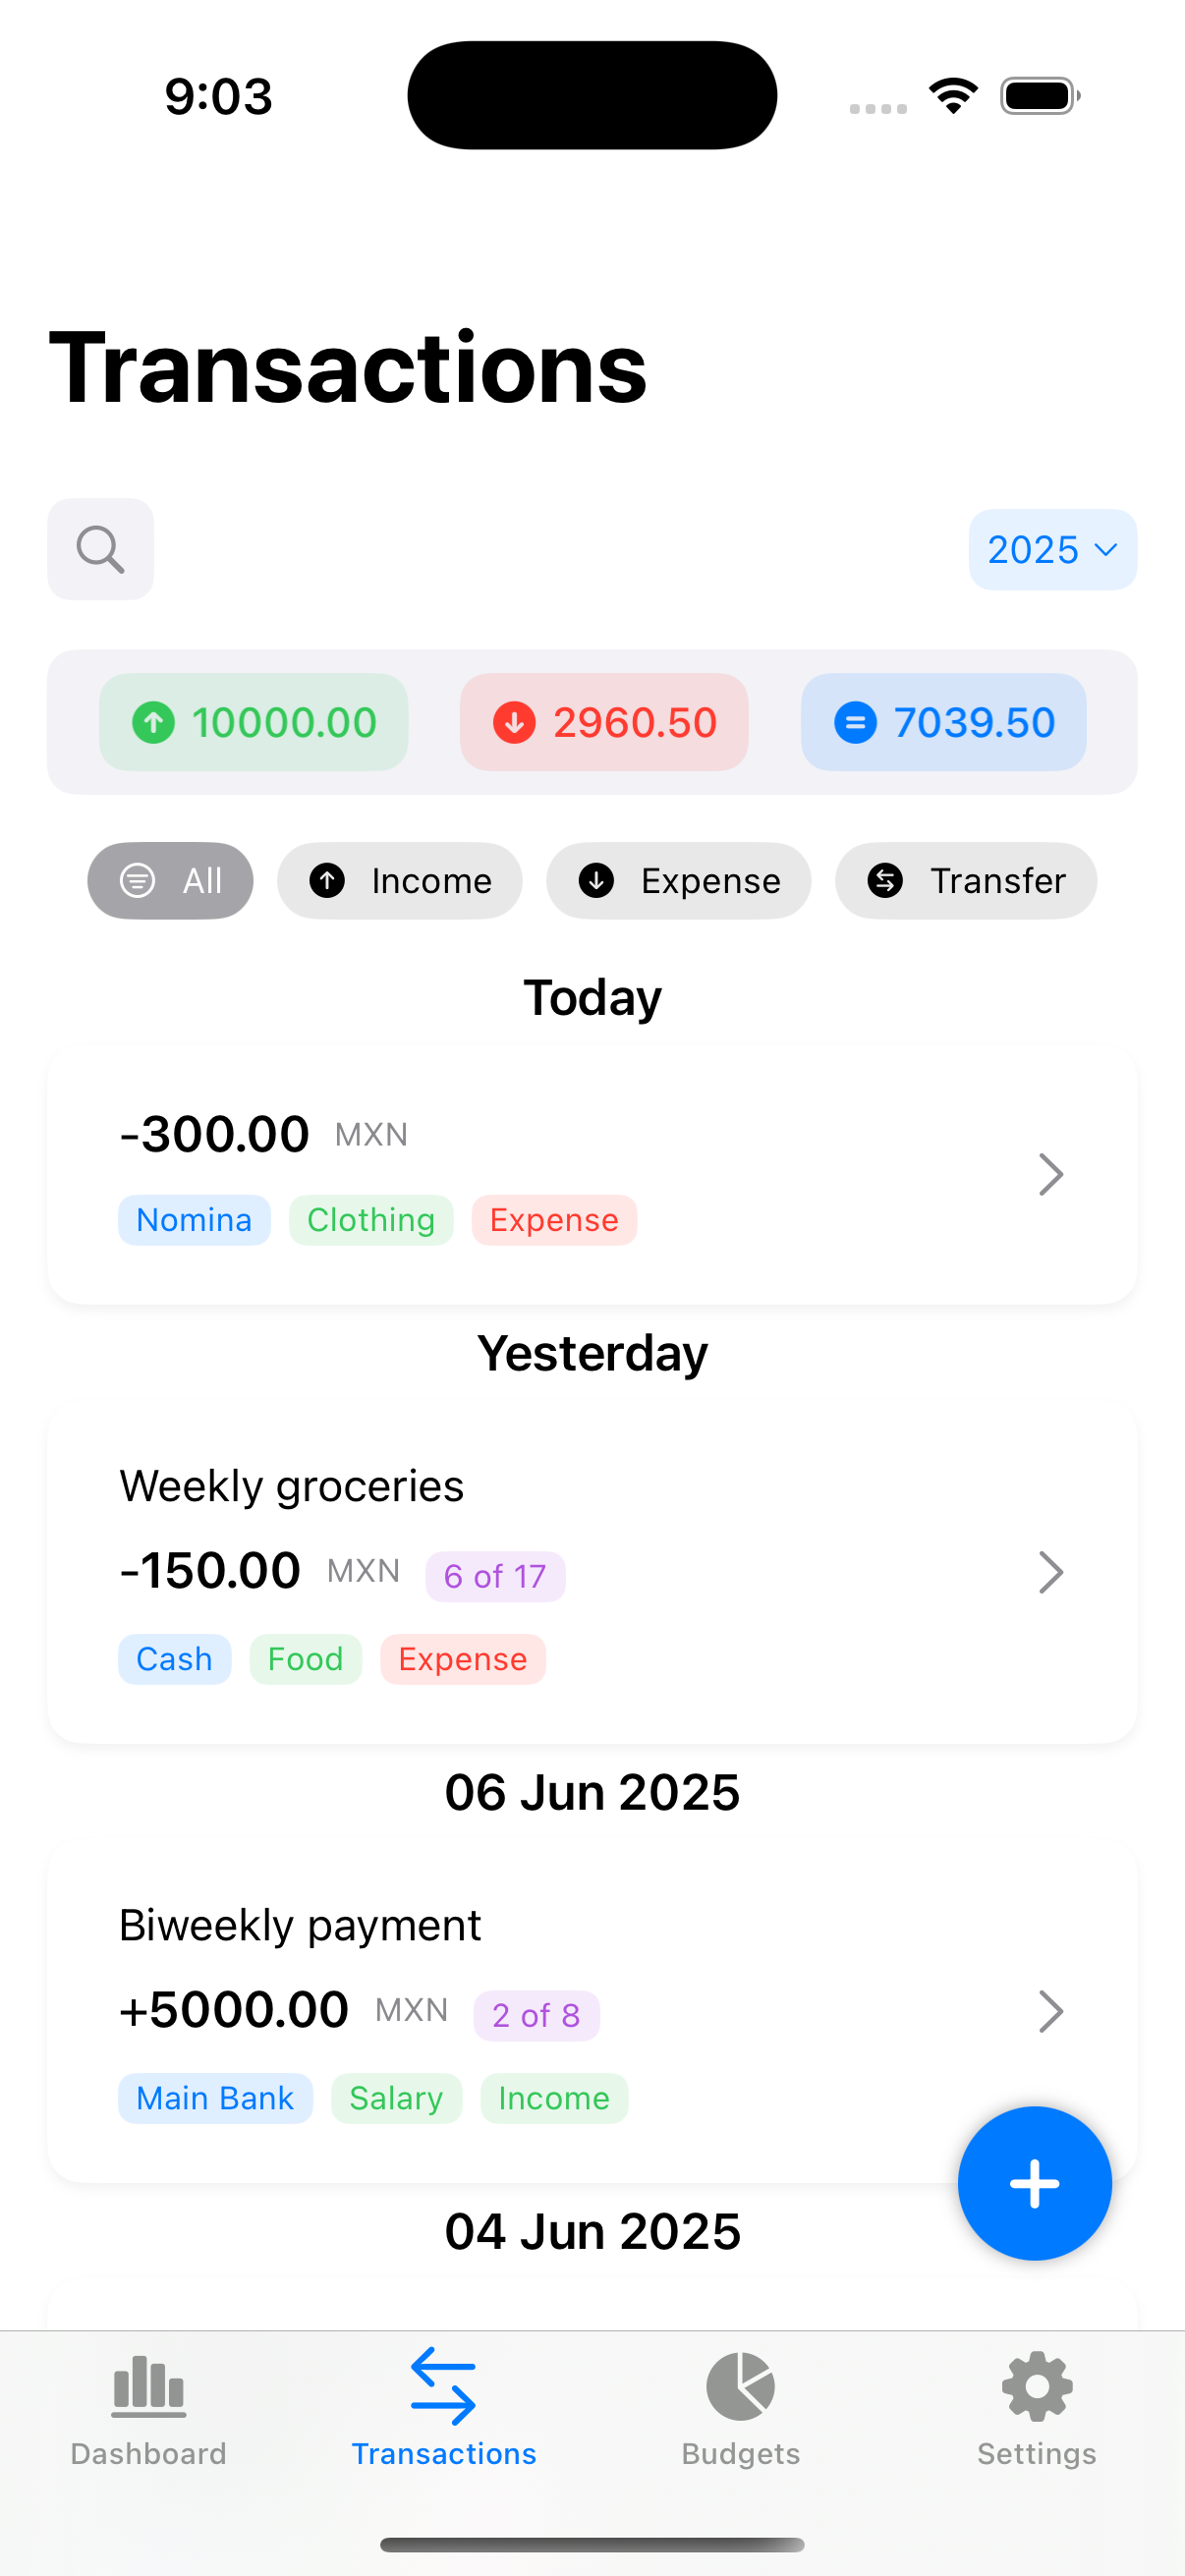 9:03
Transactions
2025
10000.00 2960.50 7039.50
All Income Expense Transfer
Today
-300.00 MXN
Nomina Clothing Expense
Yesterday
Weekly groceries
-150.00 MXN 6 of 17
Cash Food Expense
06 Jun 2025
Biweekly payment
+5000.00 MXN 2 of 8
Main Bank Salary Income
04 Jun 2025
Dashboard Transactions Budgets Settings